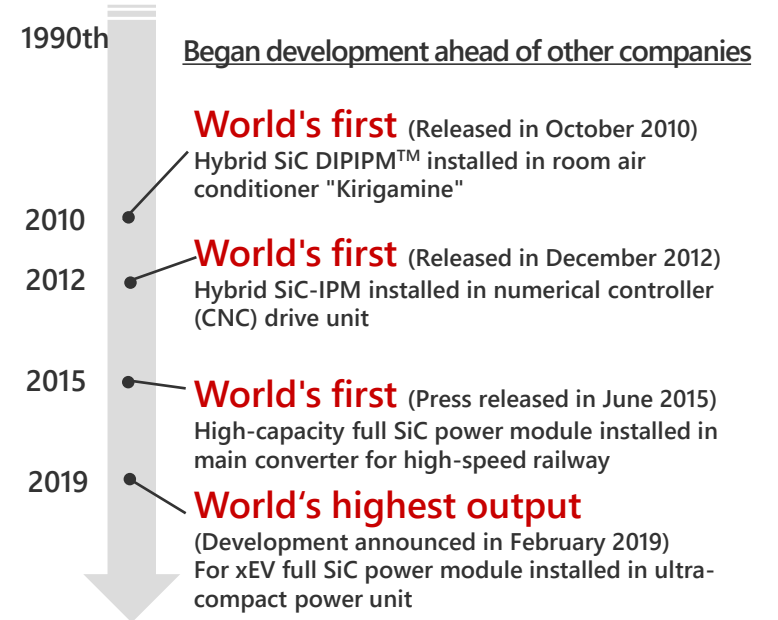 1990th
Began development ahead of other companies
World's first (Released in October 2010)
Hybrid SiC DIPIPM™ installed in room air
conditioner "Kirigamine"
2010
World's first (Released in December 2012)
2012
Hybrid SiC-IPM installed in numerical controller
(CNC) drive unit
2015
World's first (Press released in June 2015)
High-capacity full SiC power module installed in
main converter for high-speed railway
2019
World‘s highest output
(Development announced in February 2019)
For xEV full SiC power module installed in ultra-
compact power unit